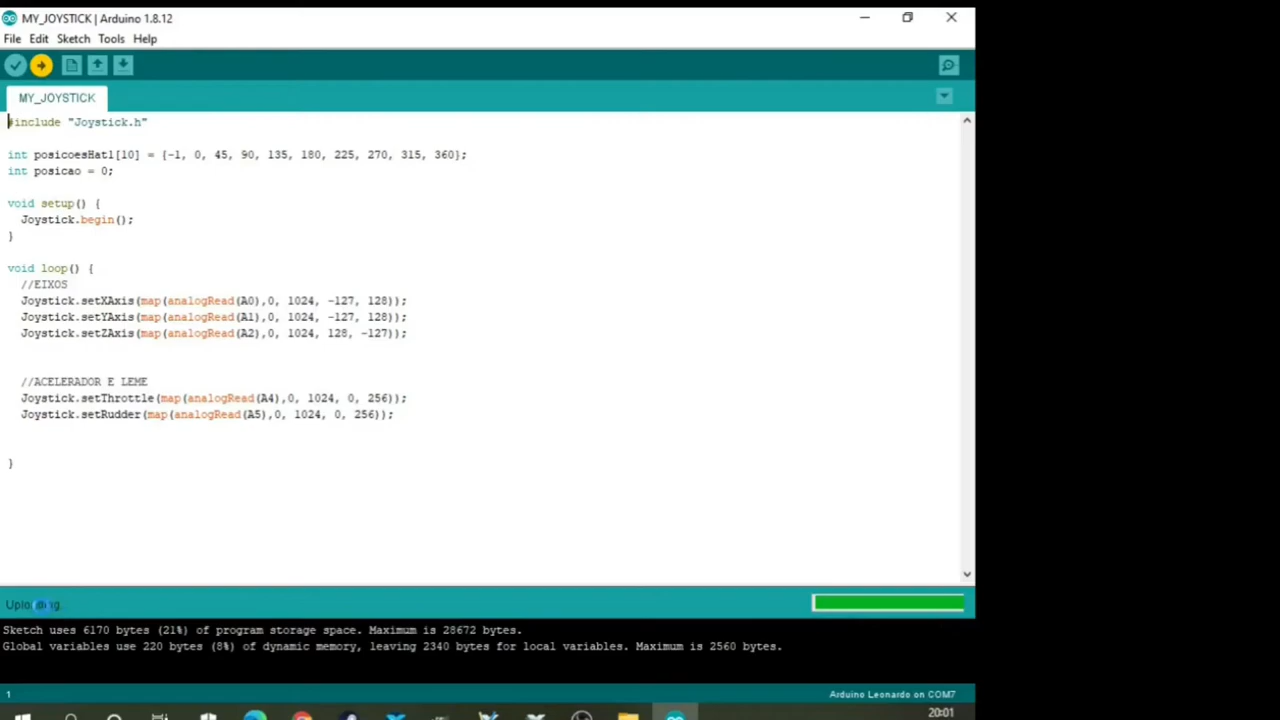 MY_JOYSTICK | Arduino 1.8.12
File Edit Sketch Tools Help
MY_JOYSTICK
#include "Joystick.h"
int posicoesHat1[10] = {-1, 0, 45, 90, 135, 180, 225, 270, 315, 360};
int posicao = 0;
void setup() {
Joystick.begin();
}
void loop() {
//EIXOS
Joystick.setXAxis(map(analogRead(A0),0, 1024, -127, 128));
Joystick.setYAxis(map(analogRead(A1),0, 1024, -127, 128));
Joystick.setZAxis(map(analogRead(A2),0, 1024, 128, -127));
//ACELERADOR E LEME
Joystick.setThrottle(map(analogRead(A4),0, 1024, 0, 256));
Joystick.setRudder(map(analogRead(A5),0, 1024, 0, 256));
}
Uploading.
Sketch uses 6170 bytes (21%) of program storage space. Maximum is 28672 bytes.
Global variables use 220 bytes (8%) of dynamic memory, leaving 2340 bytes for local variables. Maximum is 2560 bytes.
1 Arduino Leonardo on COM7
20:01